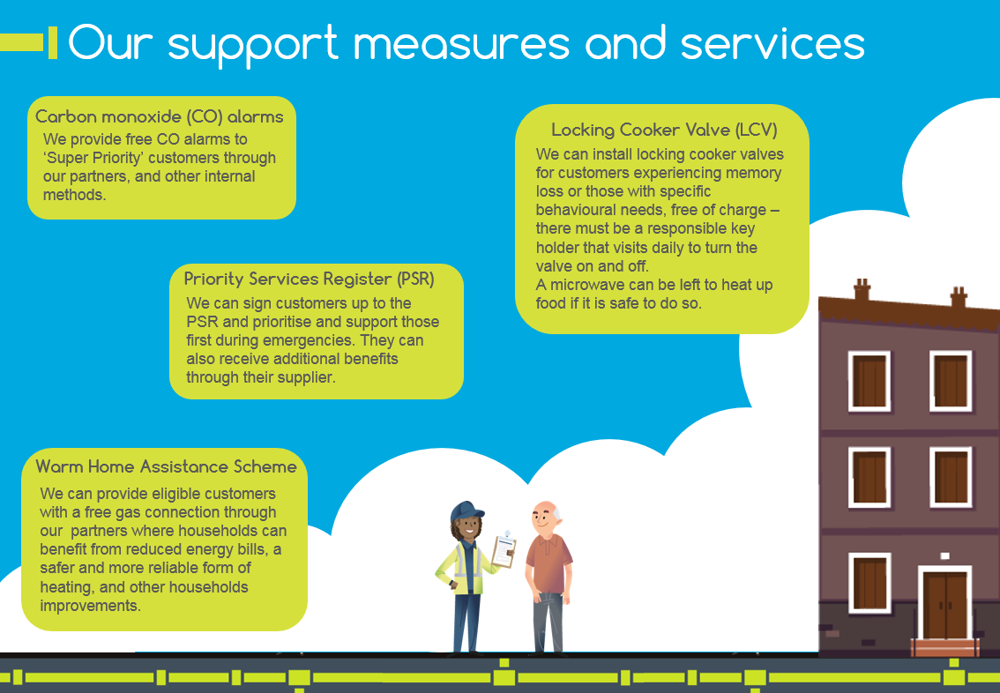 Our support measures and services
Carbon monoxide (CO) alarms
We provide free CO alarms to
‘Super Priority’ customers through
our partners, and other internal
methods.
Locking Cooker Valve (LCV)
We can install locking cooker valves
for customers experiencing memory
loss or those with specific
behavioural needs, free of charge –
there must be a responsible key
holder that visits daily to turn the
valve on and off.
A microwave can be left to heat up
food if it is safe to do so.
Priority Services Register (PSR)
We can sign customers up to the
PSR and prioritise and support those
first during emergencies. They can
also receive additional benefits
through their supplier.
Warm Home Assistance Scheme
We can provide eligible customers
with a free gas connection through
our  partners where households can
benefit from reduced energy bills, a
safer and more reliable form of
heating, and other households
improvements.